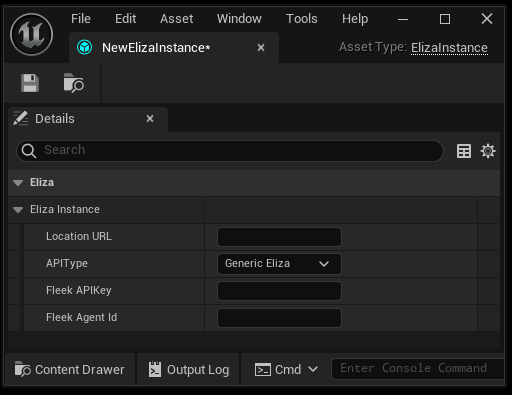 File Edit Asset Window Tools Help
NewElizaInstance*
Asset Type: ElizaInstance
Details
Search
Eliza
Eliza Instance
Location URL
APIType Generic Eliza
Fleek APIKey
Fleek Agent Id
Content Drawer Output Log Cmd Enter Console Command